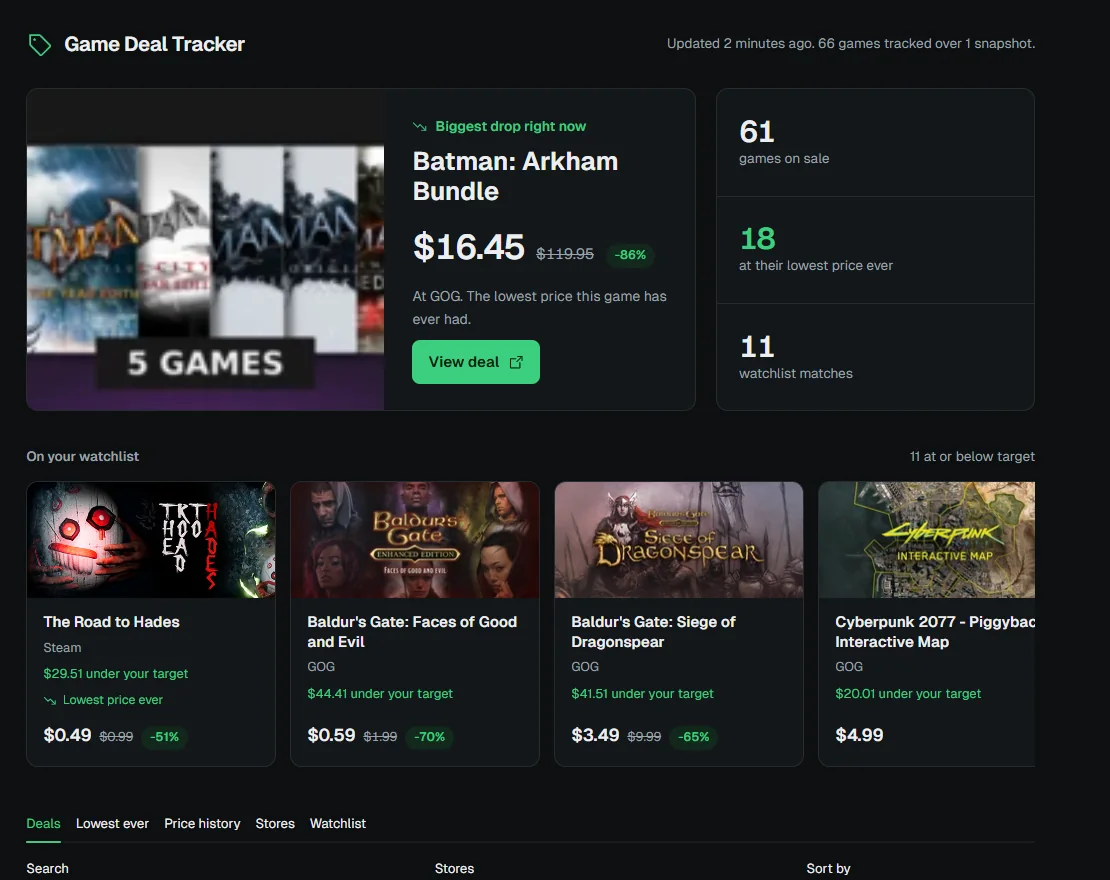 Game Deal Tracker
Updated 2 minutes ago. 66 games tracked over 1 snapshot.
5 GAMES
Biggest drop right now
Batman: Arkham
Bundle
$16.45 $119.95 -86%
At GOG. The lowest price this game has
ever had.
View deal
61
games on sale
18
at their lowest price ever
11
watchlist matches
On your watchlist
11 at or below target
THE ROAD TO HADES
The Road to Hades
Steam
$29.51 under your target
Lowest price ever
$0.49 $0.99 -51%
Baldur's
Gate
ENHANCED EDITION
FACES OF GOOD AND EVIL
Baldur's Gate: Faces of Good
and Evil
GOG
$44.41 under your target
$0.59 $1.99 -70%
Baldur's Gate
Siege of
Dragonspear
Baldur's Gate: Siege of
Dragonspear
GOG
$41.51 under your target
$3.49 $9.99 -65%
CYBERPUNK
INTERACTIVE MAP
Cyberpunk 2077 - Piggybac
Interactive Map
GOG
$20.01 under your target
$4.99
Deals
Lowest ever
Price history
Stores
Watchlist
Search
Stores
Sort by